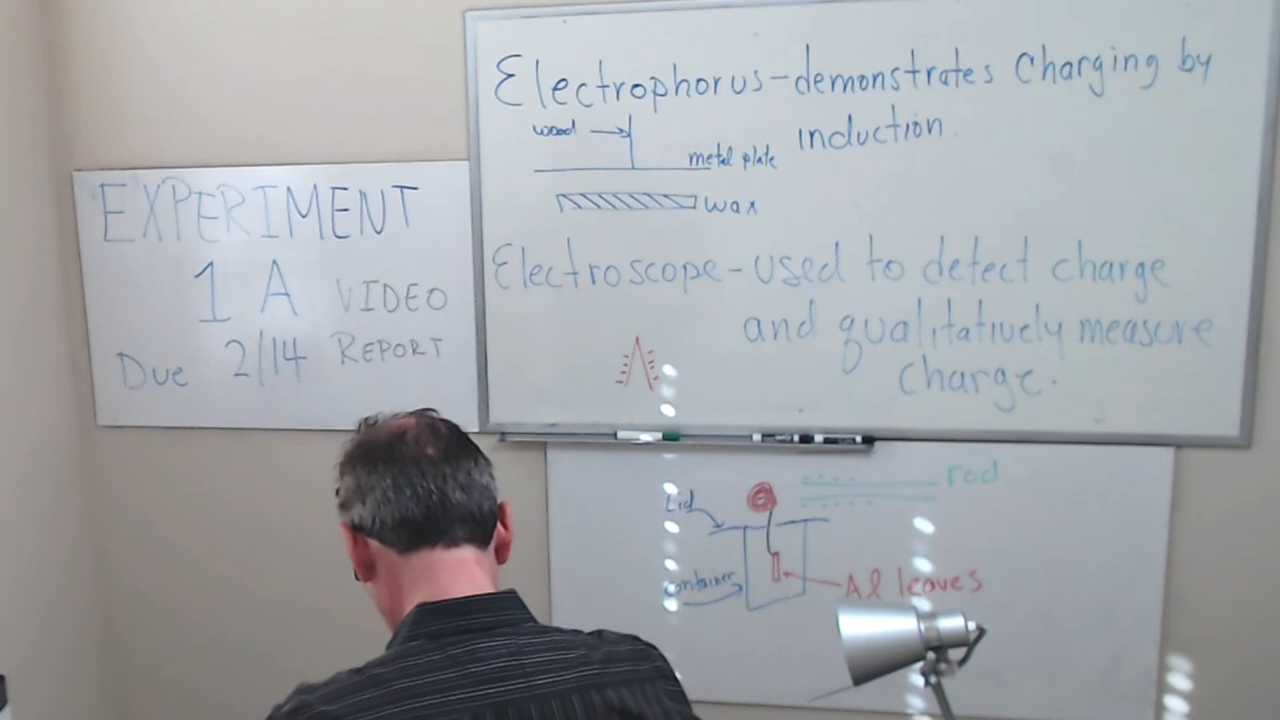 EXPERIMENT
1 A VIDEO
Due 2/14 REPORT
Electrophorus-demonstrates Charging by
induction.
wood
metal plate
wax
Electroscope-used to detect charge
and qualitatively measure
charge.
rod
Lid
container
Al leaves